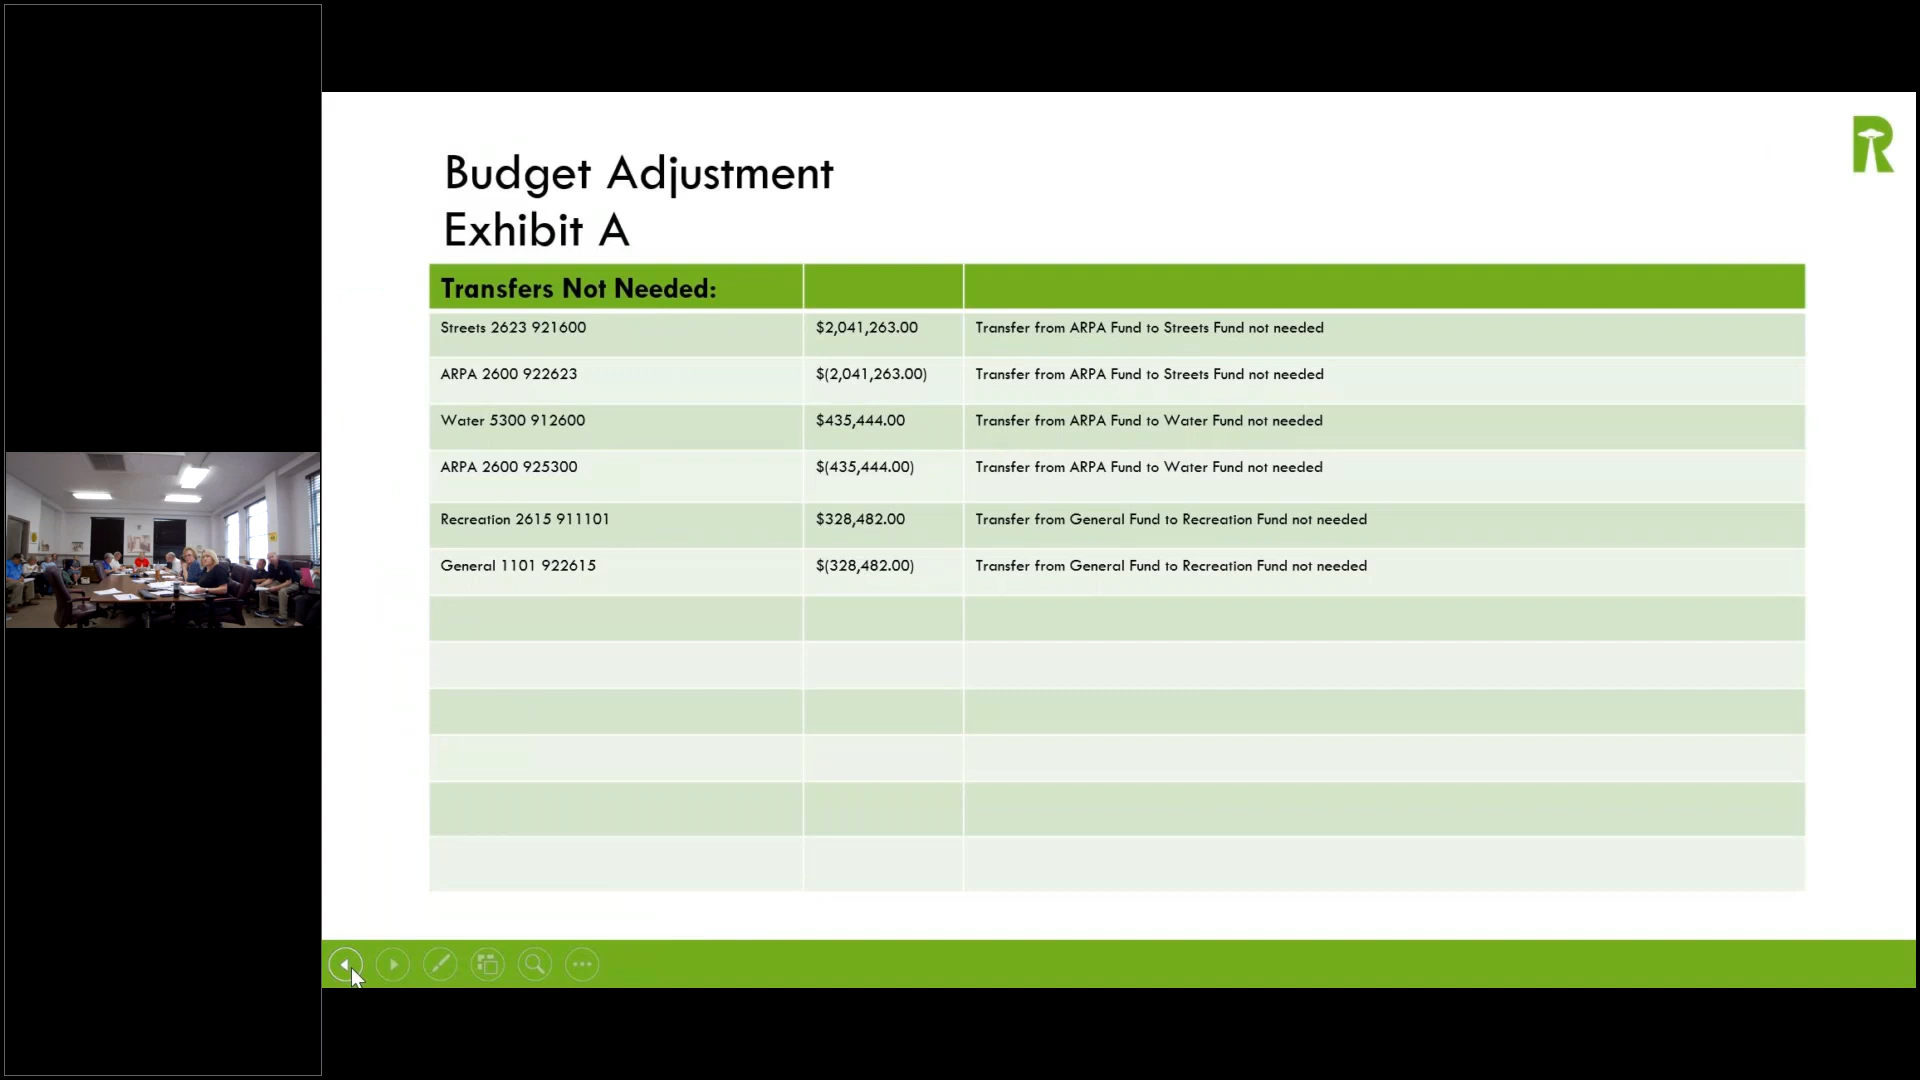 R
Budget Adjustment
Exhibit A
Transfers Not Needed:
Streets 2623 921600 $2,041,263.00 Transfer from ARPA Fund to Streets Fund not needed
ARPA 2600 922623 $(2,041,263.00) Transfer from ARPA Fund to Streets Fund not needed
Water 5300 912600 $435,444.00 Transfer from ARPA Fund to Water Fund not needed
ARPA 2600 925300 $(435,444.00) Transfer from ARPA Fund to Water Fund not needed
Recreation 2615 911101 $328,482.00 Transfer from General Fund to Recreation Fund not needed
General 1101 922615 $(328,482.00) Transfer from General Fund to Recreation Fund not needed